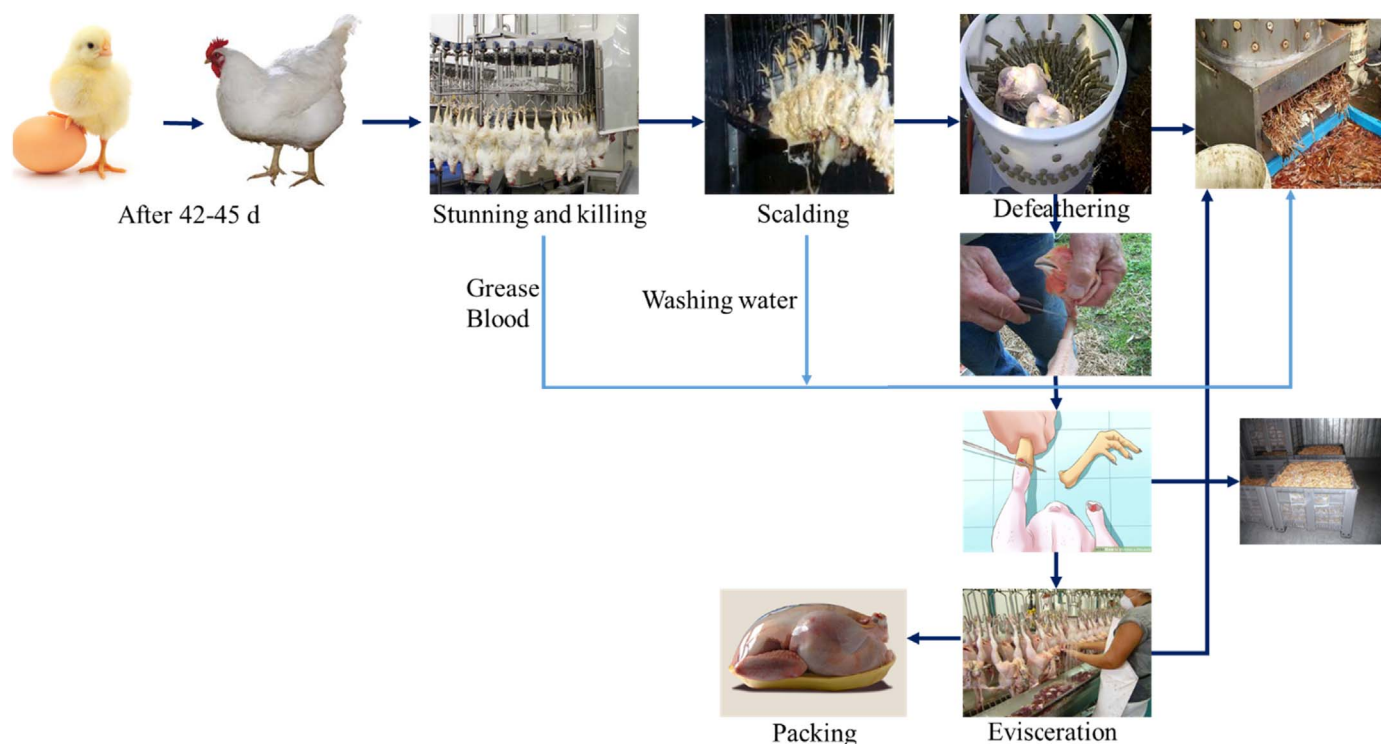 After 42-45 d
Stunning and killing
Scalding
Defeathering
Grease
Blood
Washing water
Packing
Evisceration